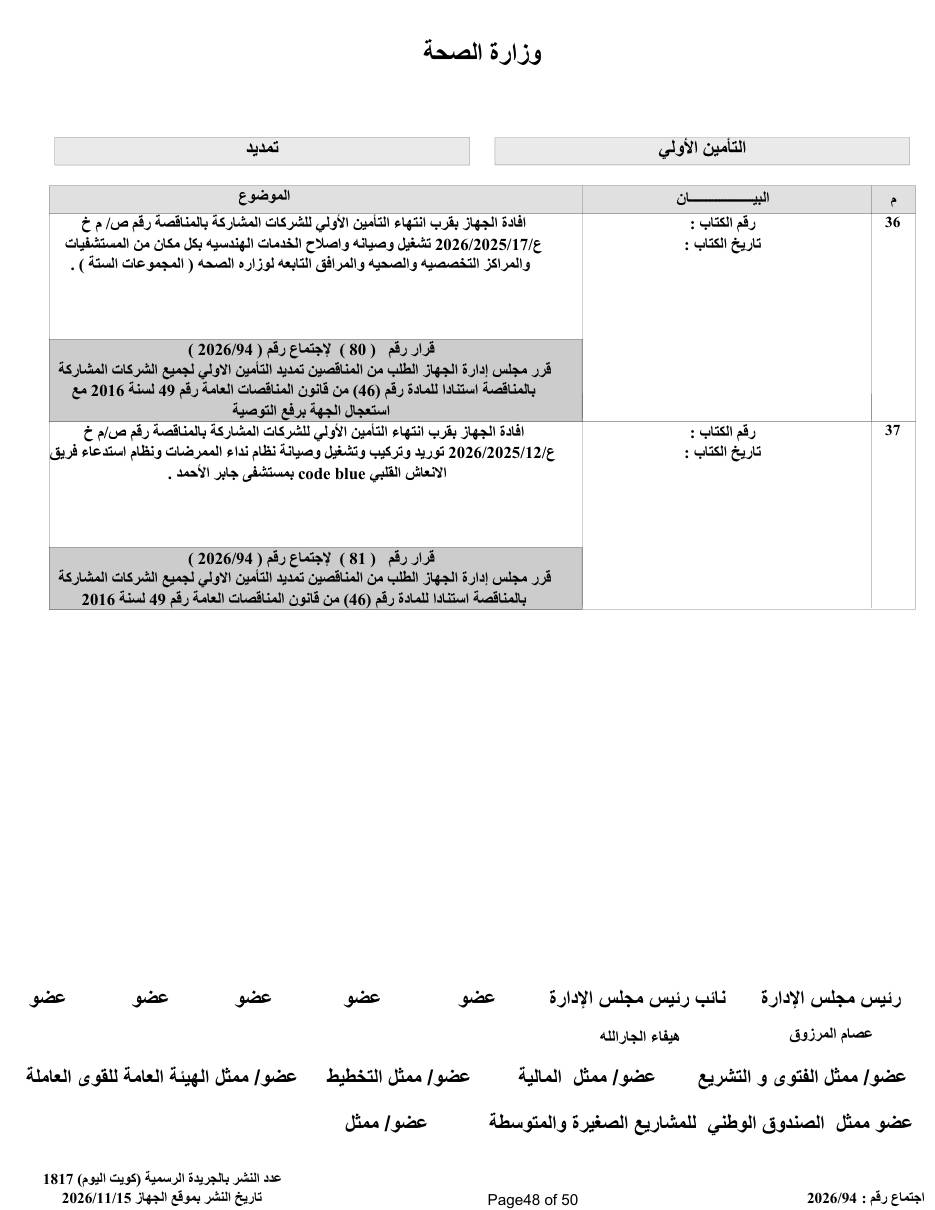 وزارة الصحة
التأمين الأولي
تمديد
م البيـــــــــــــان الموضوع
36 رقم الكتاب : افادة الجهاز بقرب انتهاء التأمين الأولي للشركات المشاركة بالمناقصة رقم ص/ م خ
تاريخ الكتاب : ع/2026/2025/17 تشغيل وصيانه واصلاح الخدمات الهندسيه بكل مكان من المستشفيات
والمراكز التخصصيه والصحيه والمرافق التابعه لوزاره الصحه ( المجموعات الستة ) .
قرار رقم ( 80 ) لإجتماع رقم ( 2026/94 )
قرر مجلس إدارة الجهاز الطلب من المناقصين تمديد التأمين الاولي لجميع الشركات المشاركة
بالمناقصة استنادا للمادة رقم (46) من قانون المناقصات العامة رقم 49 لسنة 2016 مع
استعجال الجهة برفع التوصية
37 رقم الكتاب : افادة الجهاز بقرب انتهاء التأمين الأولي للشركات المشاركة بالمناقصة رقم ص/م خ
تاريخ الكتاب : ع/2026/2025/12 توريد وتركيب وتشغيل وصيانة نظام نداء الممرضات ونظام استدعاء فريق
الانعاش القلبي code blue بمستشفى جابر الأحمد .
قرار رقم ( 81 ) لإجتماع رقم ( 2026/94 )
قرر مجلس إدارة الجهاز الطلب من المناقصين تمديد التأمين الاولي لجميع الشركات المشاركة
بالمناقصة استنادا للمادة رقم (46) من قانون المناقصات العامة رقم 49 لسنة 2016
رئيس مجلس الإدارة نائب رئيس مجلس الإدارة عضو عضو عضو عضو عضو
عصام المرزوق هيفاء الجارالله
عضو/ ممثل الفتوى و التشريع عضو/ ممثل المالية عضو/ ممثل التخطيط عضو/ ممثل الهيئة العامة للقوى العاملة
عضو ممثل الصندوق الوطني للمشاريع الصغيرة والمتوسطة عضو/ ممثل
عدد النشر بالجريدة الرسمية (كويت اليوم) 1817
اجتماع رقم : 2026/94 Page48 of 50 تاريخ النشر بموقع الجهاز 2026/11/15